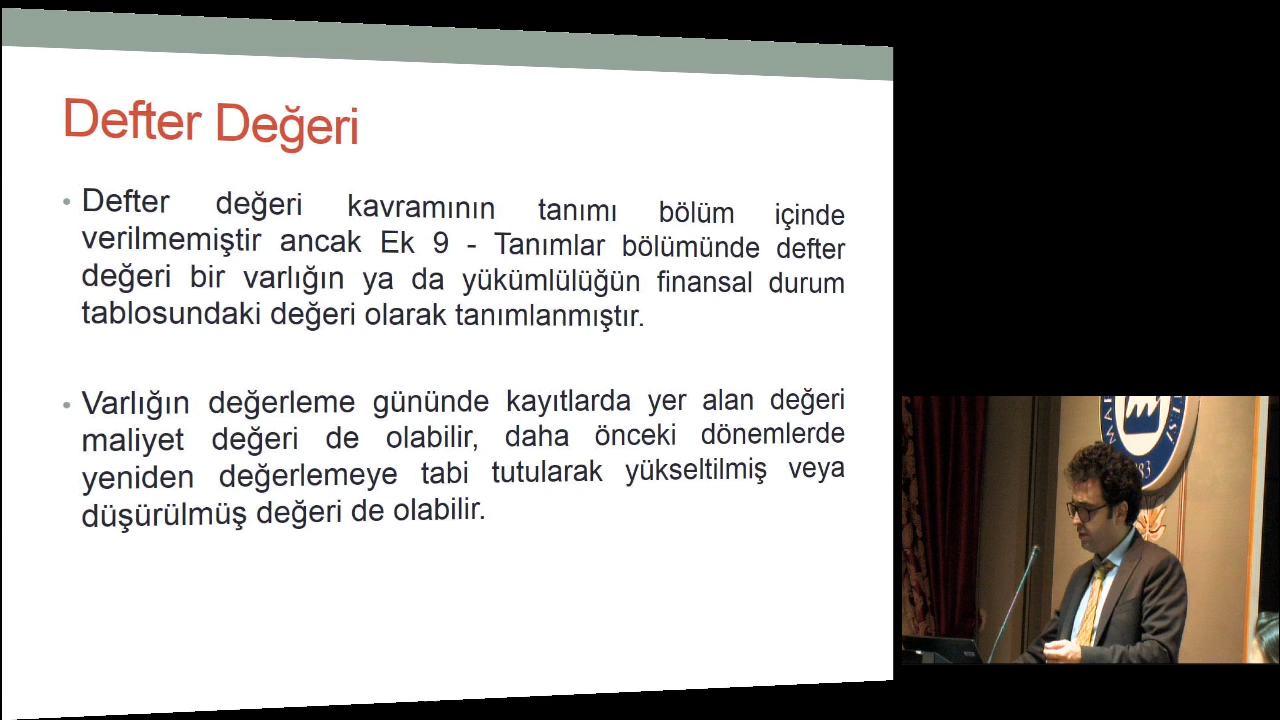 Defter Değeri
• Defter değeri kavramının tanımı bölüm içinde
verilmemiştir ancak Ek 9 - Tanımlar bölümünde defter
değeri bir varlığın ya da yükümlülüğün finansal durum
tablosundaki değeri olarak tanımlanmıştır.
• Varlığın değerleme gününde kayıtlarda yer alan değeri
maliyet değeri de olabilir, daha önceki dönemlerde
yeniden değerlemeye tabi tutularak yükseltilmiş veya
düşürülmüş değeri de olabilir.